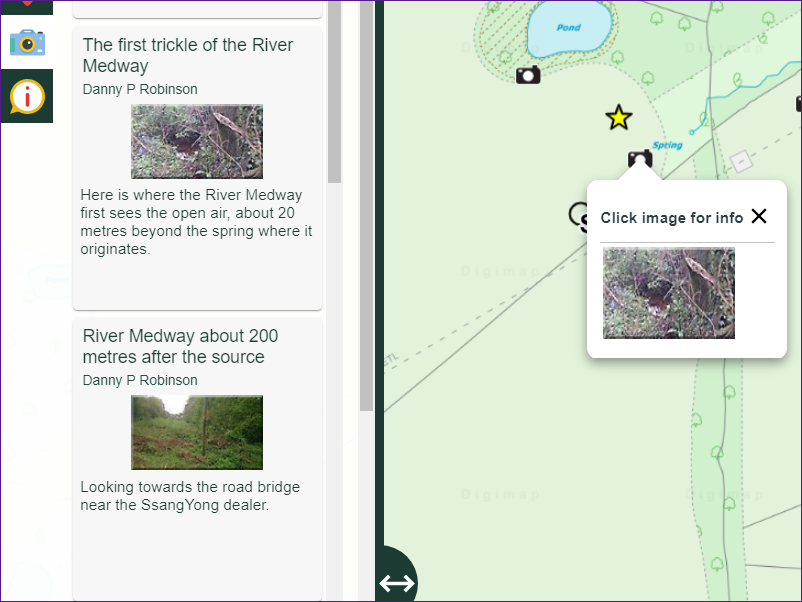 The first trickle of the River
Medway
Danny P Robinson
Here is where the River Medway
first sees the open air, about 20
metres beyond the spring where it
originates.
River Medway about 200
metres after the source
Danny P Robinson
Looking towards the road bridge
near the SsangYong dealer.
Pond
Digimap
Spring
Click image for info
Digimap
ETL
Digimap
Digimap